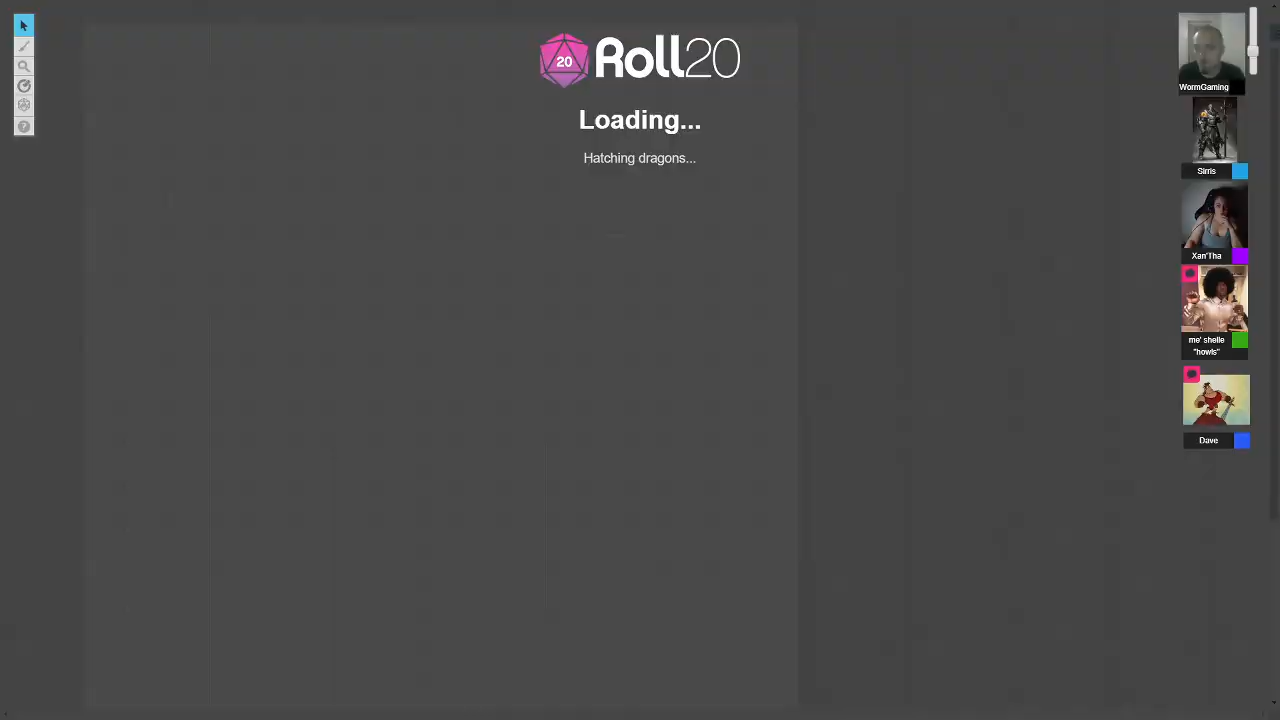 20 Roll20
Loading...
Hatching dragons...
WormGaming
Sirris
Xan'Tha
me' shelle
"howls"
Dave